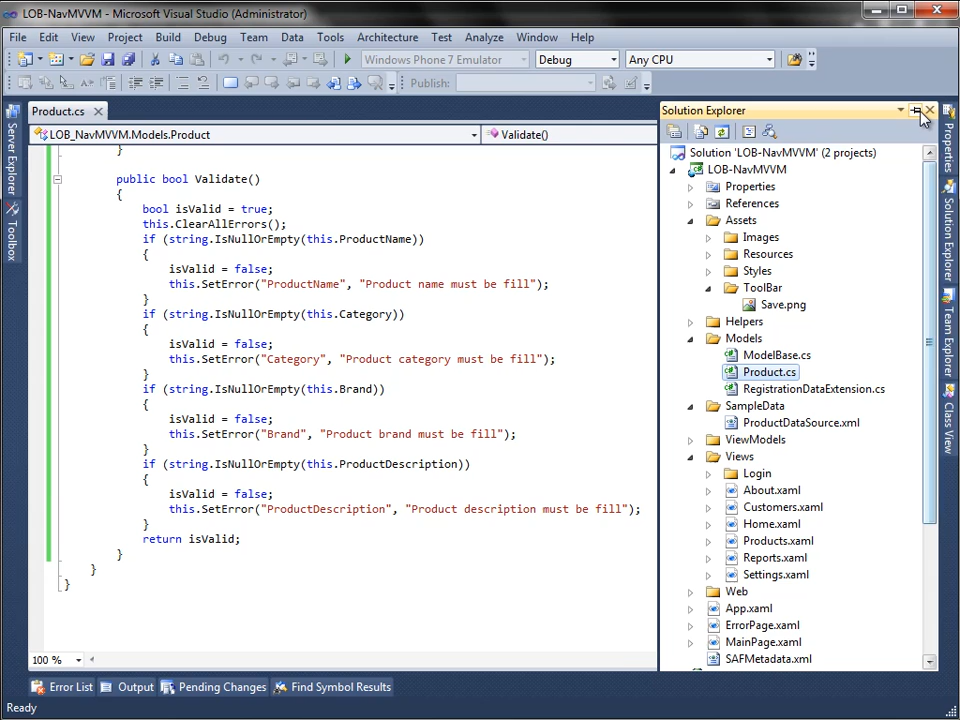 LOB-NavMVVM - Microsoft Visual Studio (Administrator)
File Edit View Project Build Debug Team Data Tools Architecture Test Analyze Window Help
Windows Phone 7 Emulator Debug Any CPU
Publish:
Product.cs
LOB_NavMVVM.Models.Product Validate()
}
public bool Validate()
{
bool isValid = true;
this.ClearAllErrors();
if (string.IsNullOrEmpty(this.ProductName))
{
isValid = false;
this.SetError("ProductName", "Product name must be fill");
}
if (string.IsNullOrEmpty(this.Category))
{
isValid = false;
this.SetError("Category", "Product category must be fill");
}
if (string.IsNullOrEmpty(this.Brand))
{
isValid = false;
this.SetError("Brand", "Product brand must be fill");
}
if (string.IsNullOrEmpty(this.ProductDescription))
{
isValid = false;
this.SetError("ProductDescription", "Product description must be fill");
}
return isValid;
}
}
}
100 %
Solution Explorer
Solution 'LOB-NavMVVM' (2 projects)
LOB-NavMVVM
Properties
References
Assets
Images
Resources
Styles
ToolBar
Save.png
Helpers
Models
ModelBase.cs
Product.cs
RegistrationDataExtension.cs
SampleData
ProductDataSource.xml
ViewModels
Views
Login
About.xaml
Customers.xaml
Home.xaml
Products.xaml
Reports.xaml
Settings.xaml
Web
App.xaml
ErrorPage.xaml
MainPage.xaml
SAFMetadata.xml
Server Explorer
Toolbox
Properties
Solution Explorer
Team Explorer
Class View
Error List Output Pending Changes Find Symbol Results
Ready